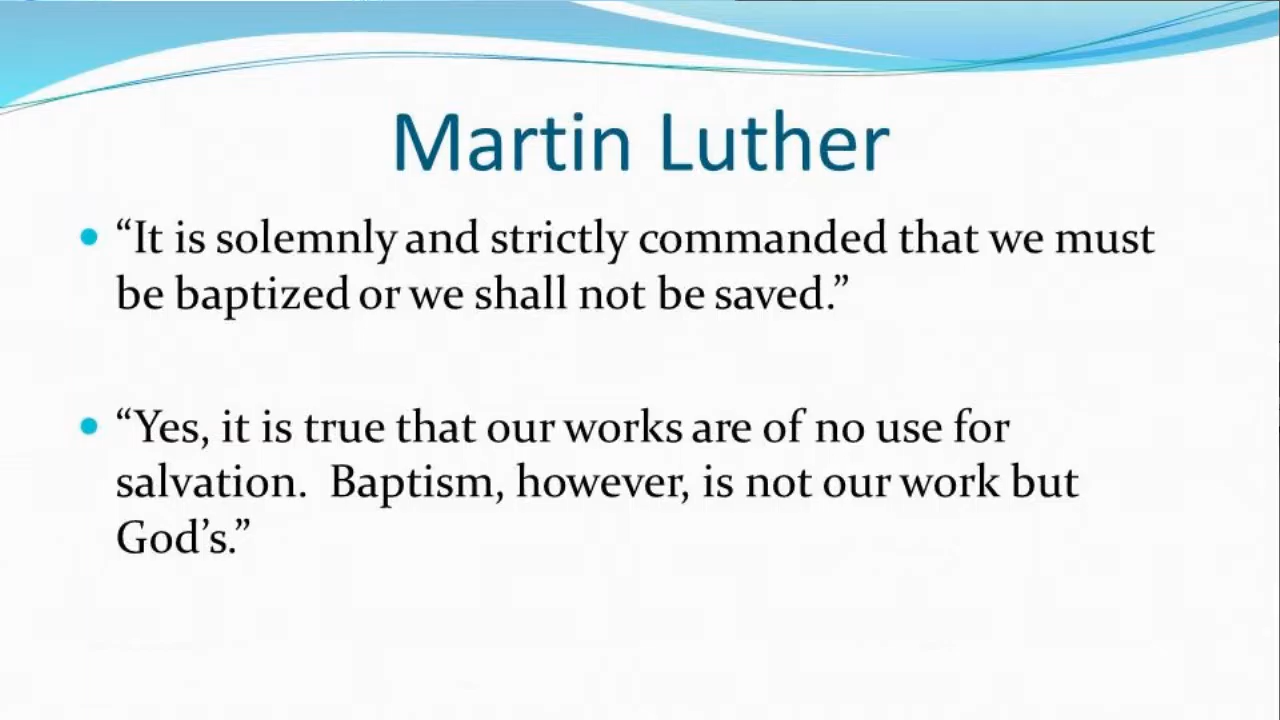 Martin Luther
• “It is solemnly and strictly commanded that we must
be baptized or we shall not be saved.”
• “Yes, it is true that our works are of no use for
salvation.  Baptism, however, is not our work but
God’s.”